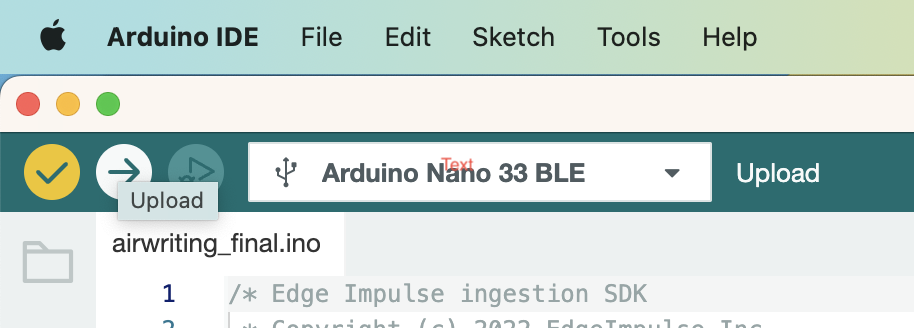 Arduino IDE File Edit Sketch Tools Help
Arduino Nano 33 BLE Upload
Text
Upload
airwriting_final.ino
1 /* Edge Impulse ingestion SDK
2 * Copyright (c) 2022 EdgeImpulse Inc.